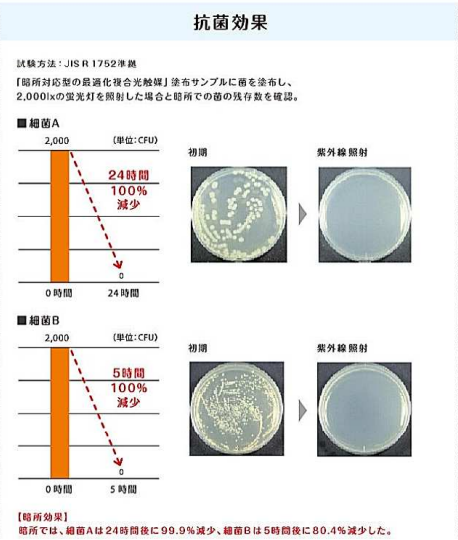 抗菌効果
試験方法:JIS R 1752準拠
「暗所対応型の最適化複合光触媒」塗布サンプルに菌を塗布し、
2,000lxの蛍光灯を照射した場合と暗所での菌の残存数を確認。
■細菌A
2,000 (単位:CFU)
24時間
100%
減少
0
0時間 24時間
初期 紫外線照射
■細菌B
2,000 (単位:CFU)
5時間
100%
減少
0
0時間 5時間
初期 紫外線照射
【暗所効果】
暗所では、細菌Aは24時間後に99.9%減少、細菌Bは5時間後に80.4%減少した。